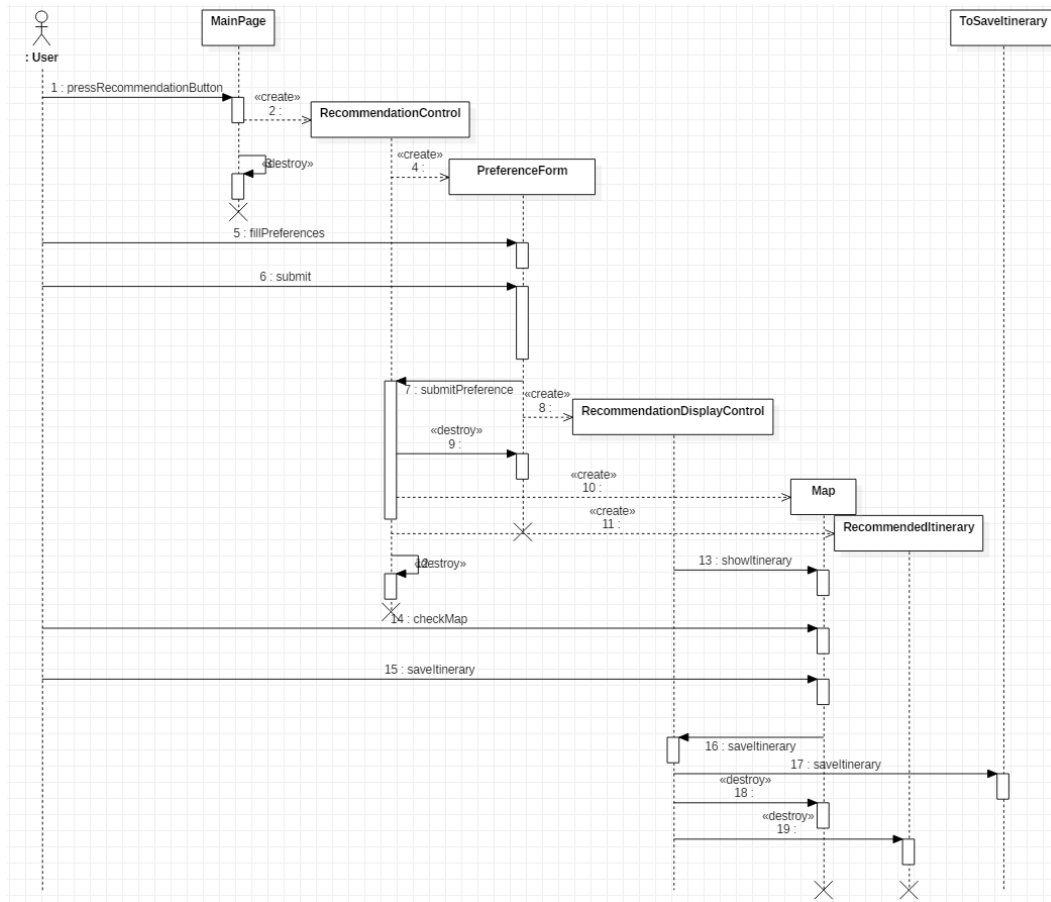 MainPage
ToSaveItinerary
: User
1 : pressRecommendationButton
«create»
2 :
RecommendationControl
«create»
4 :
3 : «destroy»
PreferenceForm
5 : fillPreferences
6 : submit
7 : submitPreference
«create»
8 :
RecommendationDisplayControl
«destroy»
9 :
«create»
10 :
Map
«create»
11 :
RecommendedItinerary
12 : «destroy»
13 : showItinerary
14 : checkMap
15 : saveItinerary
16 : saveItinerary
17 : saveItinerary
«destroy»
18 :
«destroy»
19 :